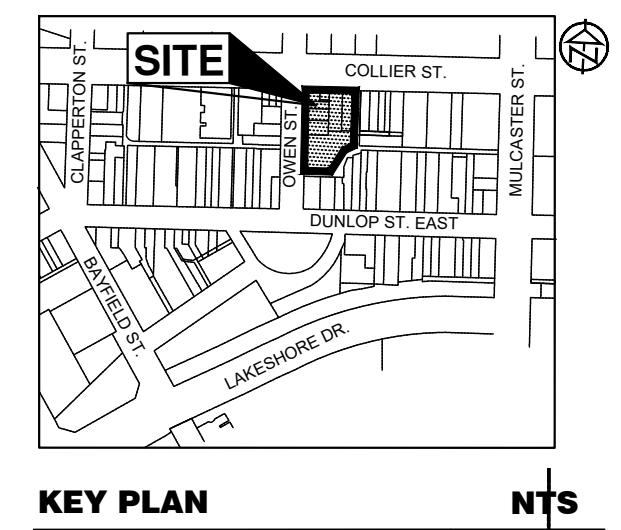 SITE
COLLIER ST.
CLAPPERTON ST.
OWEN ST.
MULCASTER ST.
DUNLOP ST. EAST
BAYFIELD ST.
LAKESHORE DR.
N
KEY PLAN
NTS